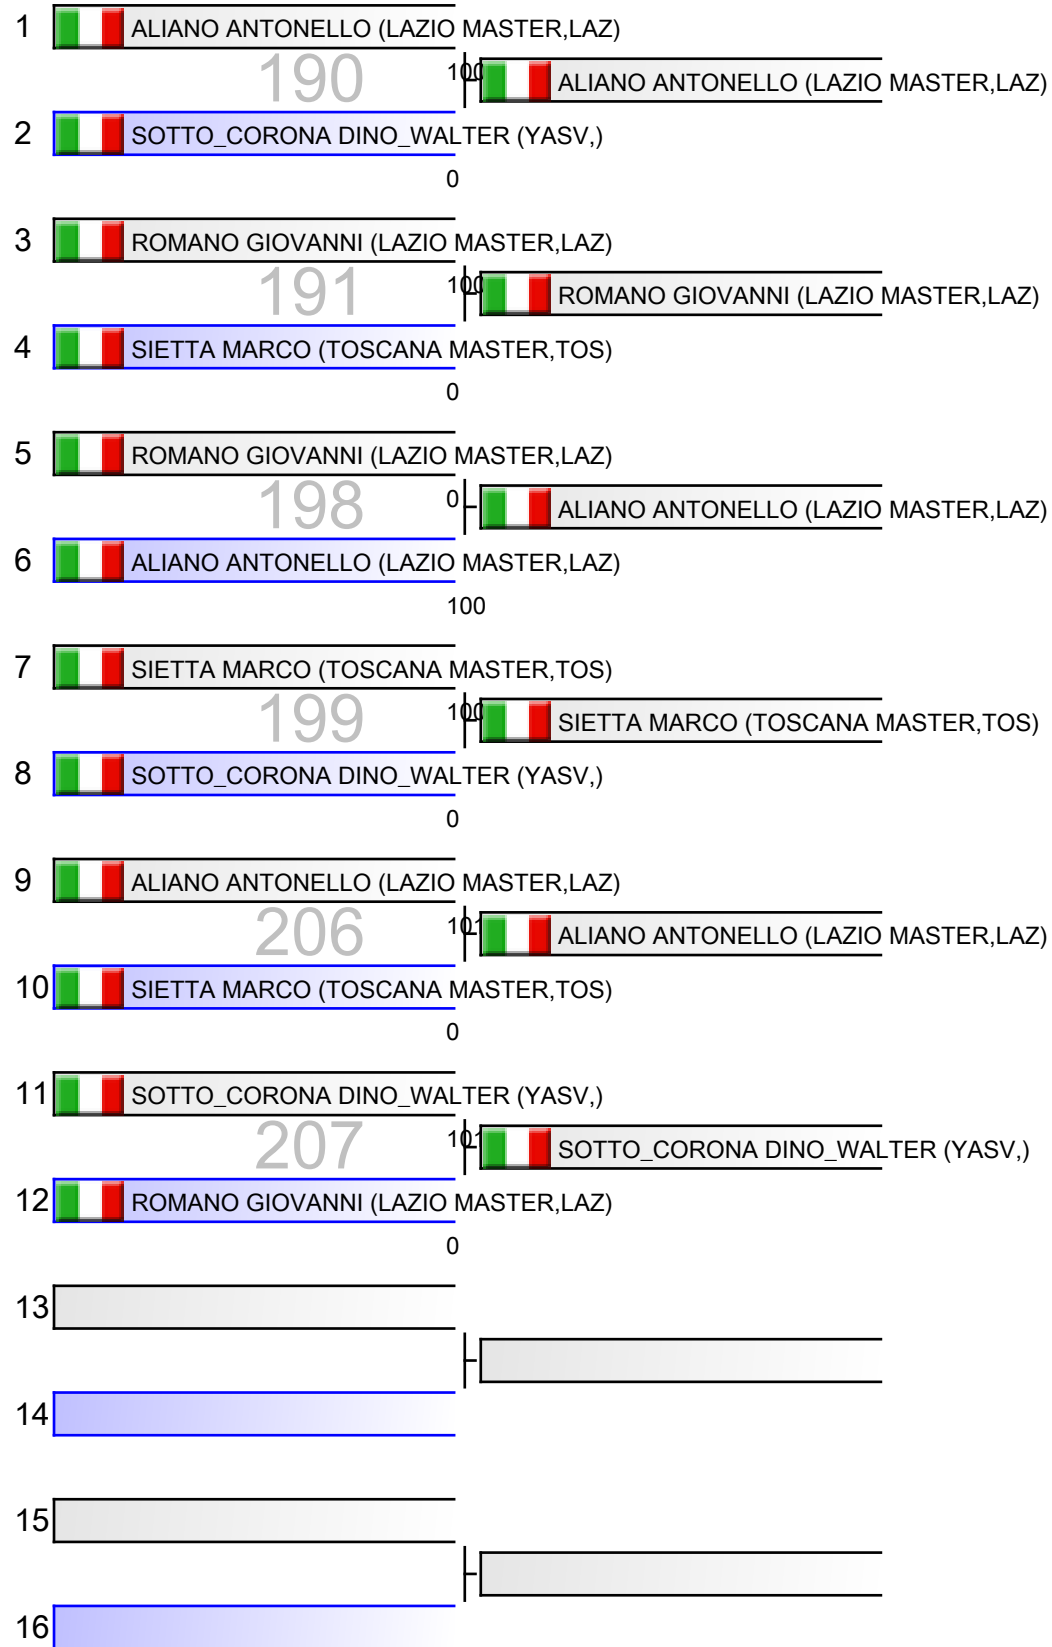 1 ALIANO ANTONELLO (LAZIO MASTER,LAZ)
190 100 ALIANO ANTONELLO (LAZIO MASTER,LAZ)
2 SOTTO_CORONA DINO_WALTER (YASV,)
0
3 ROMANO GIOVANNI (LAZIO MASTER,LAZ)
191 100 ROMANO GIOVANNI (LAZIO MASTER,LAZ)
4 SIETTA MARCO (TOSCANA MASTER,TOS)
0
5 ROMANO GIOVANNI (LAZIO MASTER,LAZ)
198 0 ALIANO ANTONELLO (LAZIO MASTER,LAZ)
6 ALIANO ANTONELLO (LAZIO MASTER,LAZ)
100
7 SIETTA MARCO (TOSCANA MASTER,TOS)
199 100 SIETTA MARCO (TOSCANA MASTER,TOS)
8 SOTTO_CORONA DINO_WALTER (YASV,)
0
9 ALIANO ANTONELLO (LAZIO MASTER,LAZ)
206 101 ALIANO ANTONELLO (LAZIO MASTER,LAZ)
10 SIETTA MARCO (TOSCANA MASTER,TOS)
0
11 SOTTO_CORONA DINO_WALTER (YASV,)
207 101 SOTTO_CORONA DINO_WALTER (YASV,)
12 ROMANO GIOVANNI (LAZIO MASTER,LAZ)
0
13
14
15
16